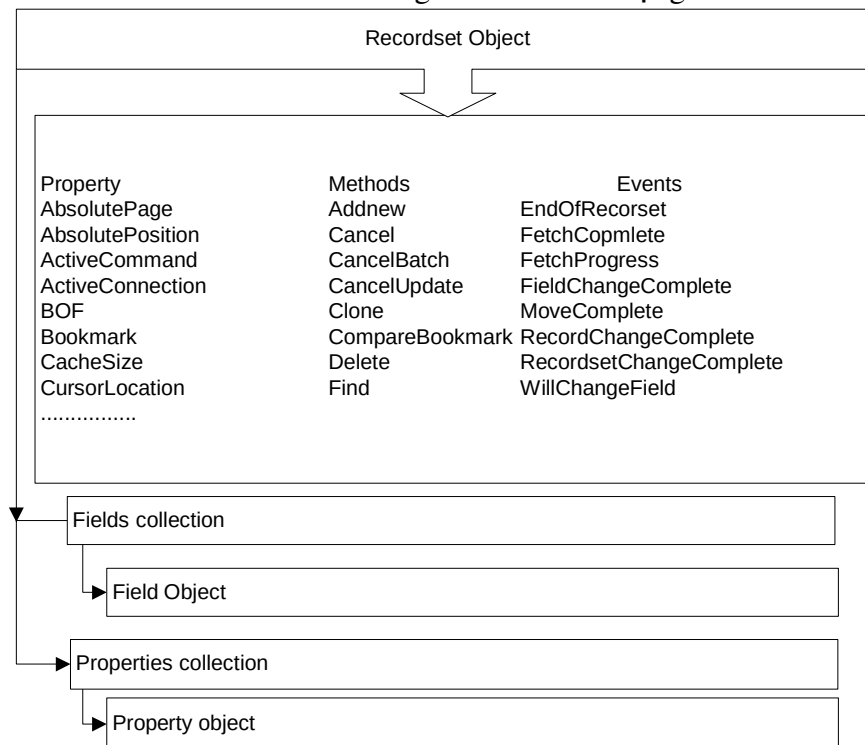 Recordset Object
Property Methods Events
AbsolutePage Addnew EndOfRecorset
AbsolutePosition Cancel FetchCopmlete
ActiveCommand CancelBatch FetchProgress
ActiveConnection CancelUpdate FieldChangeComplete
BOF Clone MoveComplete
Bookmark CompareBookmark RecordChangeComplete
CacheSize Delete RecordsetChangeComplete
CursorLocation Find WillChangeField
................
Fields collection
Field Object
Properties collection
Property object